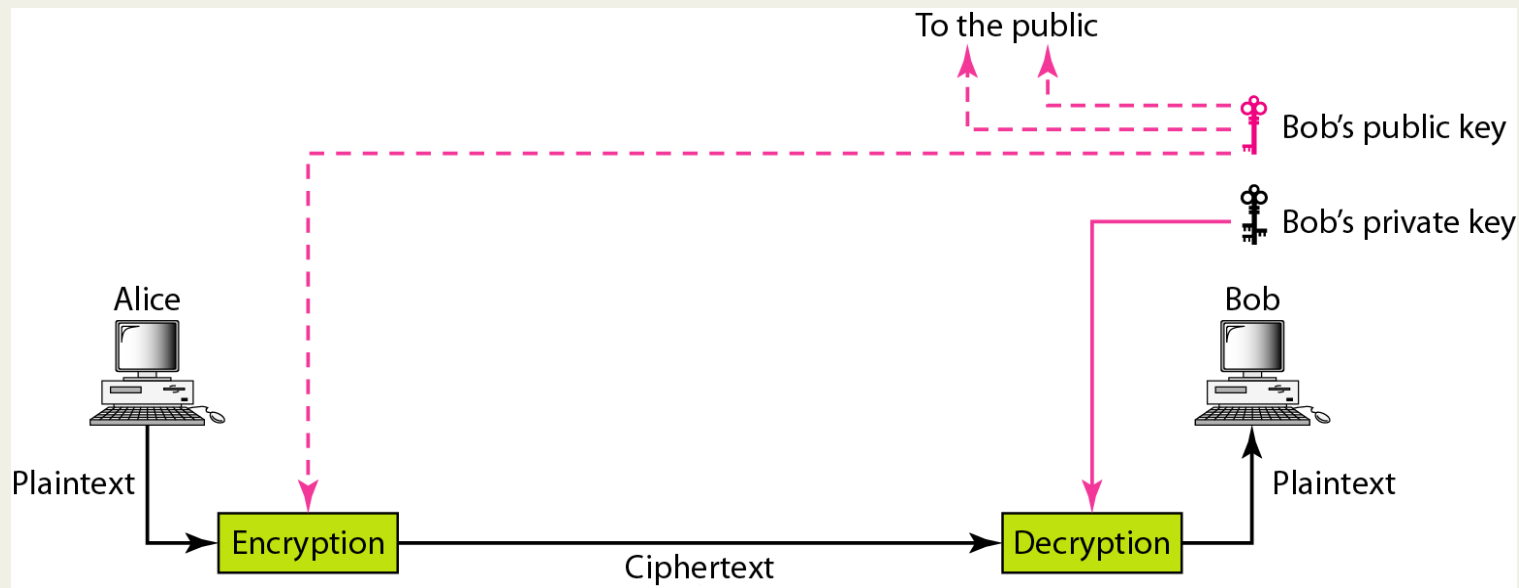 To the public
Bob’s public key
Bob’s private key
Alice
Bob
Plaintext
Plaintext
Encryption
Decryption
Ciphertext